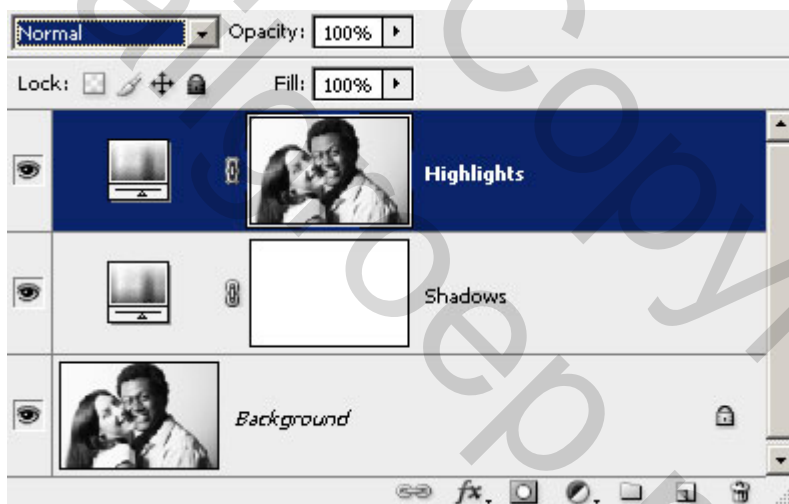 Normal Opacity: 100%
Lock: Fill: 100%
Highlights
Shadows
Background
fx.